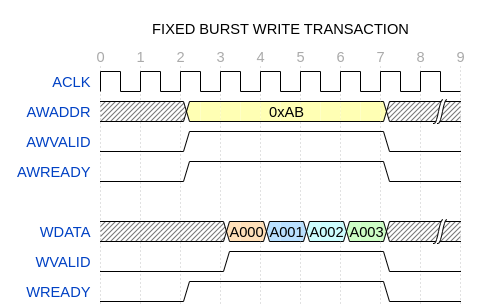 FIXED BURST WRITE TRANSACTION
0 1 2 3 4 5 6 7 8 9
ACLK
AWADDR 0xAB
AWVALID
AWREADY
WDATA A000 A001 A002 A003
WVALID
WREADY